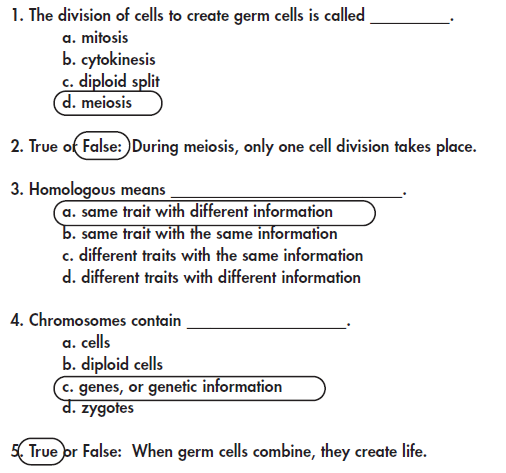 1. The division of cells to create germ cells is called __________.
a. mitosis
b. cytokinesis
c. diploid split
d. meiosis
2. True or False: During meiosis, only one cell division takes place.
3. Homologous means ____________________________.
a. same trait with different information
b. same trait with the same information
c. different traits with the same information
d. different traits with different information
4. Chromosomes contain ____________________.
a. cells
b. diploid cells
c. genes, or genetic information
d. zygotes
5. True or False: When germ cells combine, they create life.